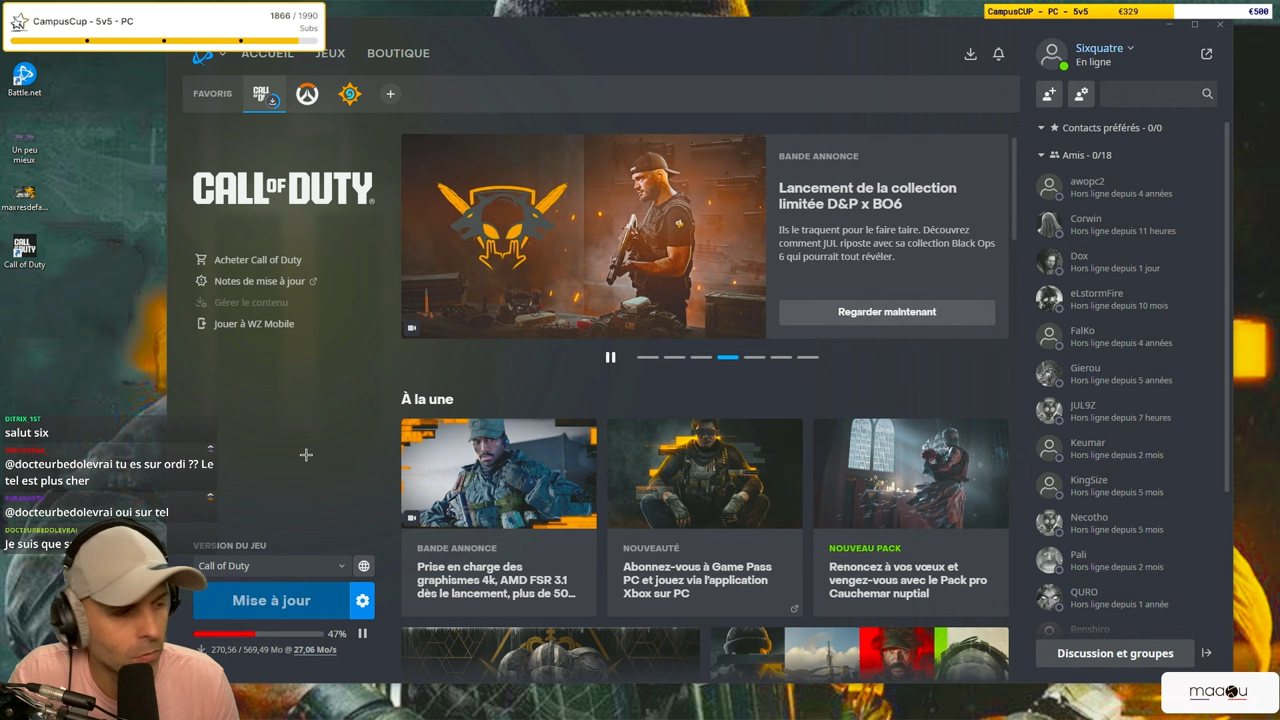 CampusCup - 5v5 - PC
1866 / 1990
Subs
CampusCUP - PC - 5v5
€329
€500
Battle.net
Un peu
mieux
maxresdefa...
Call of Duty
ACCUEIL
JEUX
BOUTIQUE
FAVORIS
CALL OF DUTY
Acheter Call of Duty
Notes de mise à jour
Gérer le contenu
Jouer à WZ Mobile
BANDE ANNONCE
Lancement de la collection
limitée D&P x BO6
Ils le traquent pour le faire taire. Découvrez
comment JUL riposte avec sa collection Black Ops
6 qui pourrait tout révéler.
Regarder maintenant
À la une
BANDE ANNONCE
Prise en charge des
graphismes 4k, AMD FSR 3.1
dès le lancement, plus de 50...
NOUVEAUTÉ
Abonnez-vous à Game Pass
PC et jouez via l'application
Xbox sur PC
NOUVEAU PACK
Renoncez à vos vœux et
vengez-vous avec le Pack pro
Cauchemar nuptial
VERSION DU JEU
Call of Duty
Mise à jour
47%
270,56 / 569,49 Mo @ 27,06 Mo/s
Sixquatre
En ligne
Contacts préférés - 0/0
Amis - 0/18
awopc2
Hors ligne depuis 4 années
Corwin
Hors ligne depuis 11 heures
Dox
Hors ligne depuis 1 jour
eLstormFire
Hors ligne depuis 10 mois
FalKo
Hors ligne depuis 4 années
Gierou
Hors ligne depuis 5 années
JUL9Z
Hors ligne depuis 7 heures
Keumar
Hors ligne depuis 2 mois
KingSize
Hors ligne depuis 5 mois
Necotho
Hors ligne depuis 5 mois
Pali
Hors ligne depuis 2 mois
QURO
Hors ligne depuis 1 année
Renshiro
Discussion et groupes
DITRIX_1ST
salut six
@docteurbedolevrai tu es sur ordi ?? Le
tel est plus cher
@docteurbedolevrai oui sur tel
DOCTEURBEDOLEVRAI
Je suis que s